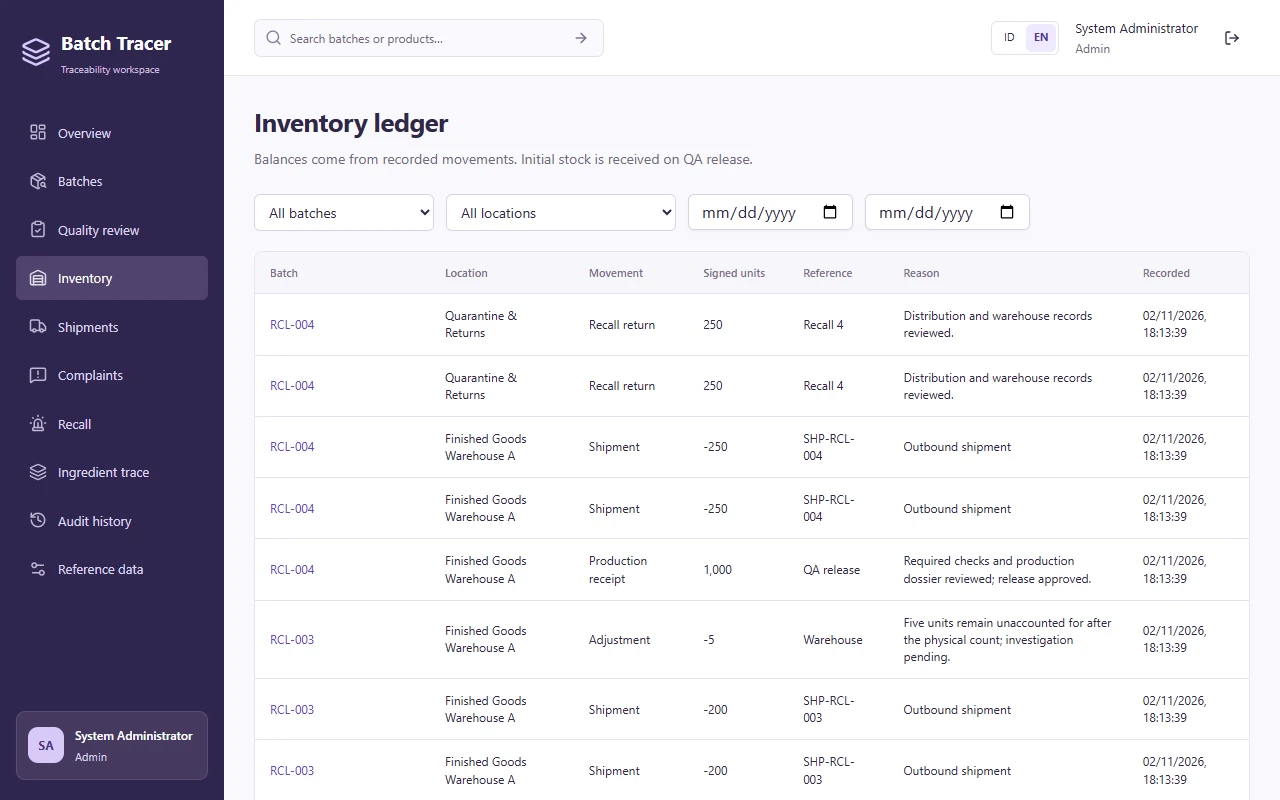 Batch Tracer
Traceability workspace
Overview
Batches
Quality review
Inventory
Shipments
Complaints
Recall
Ingredient trace
Audit history
Reference data
SA
System Administrator
Admin
Search batches or products...
ID
EN
System Administrator
Admin
Inventory ledger
Balances come from recorded movements. Initial stock is received on QA release.
All batches
All locations
mm/dd/yyyy
mm/dd/yyyy
Batch Location Movement Signed units Reference Reason Recorded
RCL-004
Quarantine &
Returns
Recall return
250
Recall 4
Distribution and warehouse records
reviewed.
02/11/2026,
18:13:39
RCL-004
Quarantine &
Returns
Recall return
250
Recall 4
Distribution and warehouse records
reviewed.
02/11/2026,
18:13:39
RCL-004
Finished Goods
Warehouse A
Shipment
-250
SHP-RCL-
004
Outbound shipment
02/11/2026,
18:13:39
RCL-004
Finished Goods
Warehouse A
Shipment
-250
SHP-RCL-
004
Outbound shipment
02/11/2026,
18:13:39
RCL-004
Finished Goods
Warehouse A
Production
receipt
1,000
QA release
Required checks and production
dossier reviewed; release approved.
02/11/2026,
18:13:39
RCL-003
Finished Goods
Warehouse A
Adjustment
-5
Warehouse
Five units remain unaccounted for after
the physical count; investigation
pending.
02/11/2026,
18:13:39
RCL-003
Finished Goods
Warehouse A
Shipment
-200
SHP-RCL-
003
Outbound shipment
02/11/2026,
18:13:39
RCL-003
Finished Goods
Warehouse A
Shipment
-200
SHP-RCL-
003
Outbound shipment
02/11/2026,
18:13:39